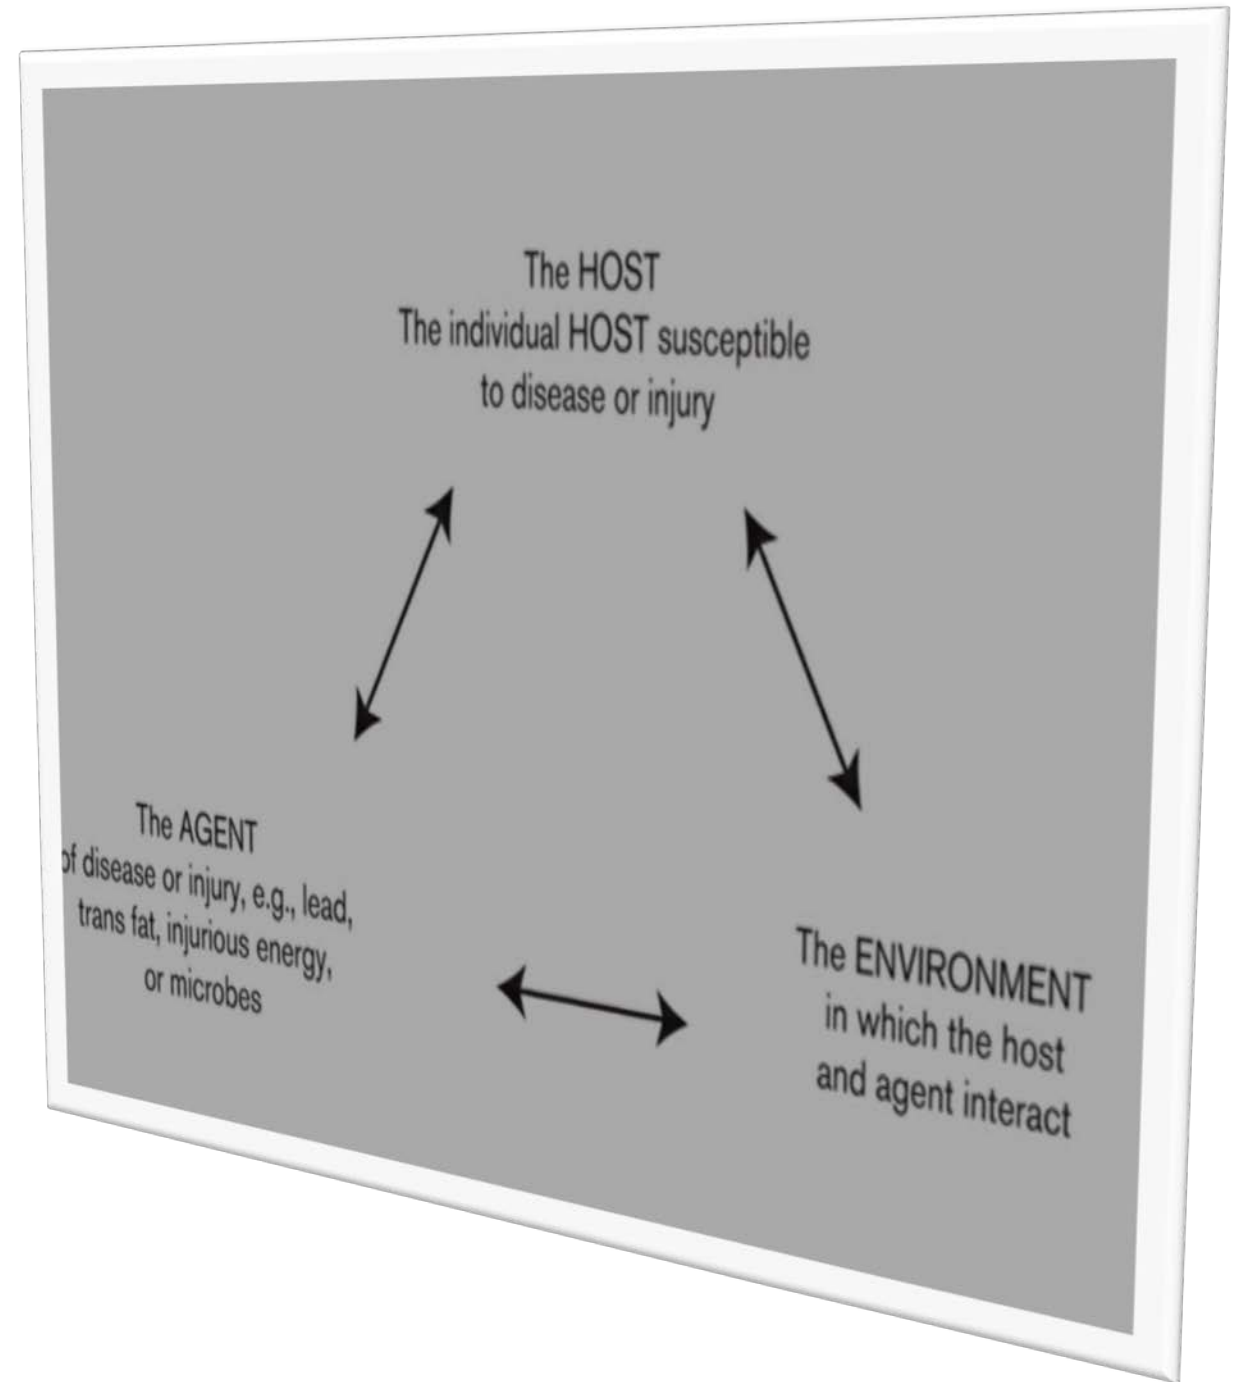 The HOST
The individual HOST susceptible
to disease or injury
The AGENT
of disease or injury, e.g., lead,
trans fat, injurious energy,
or microbes
The ENVIRONMENT
in which the host
and agent interact